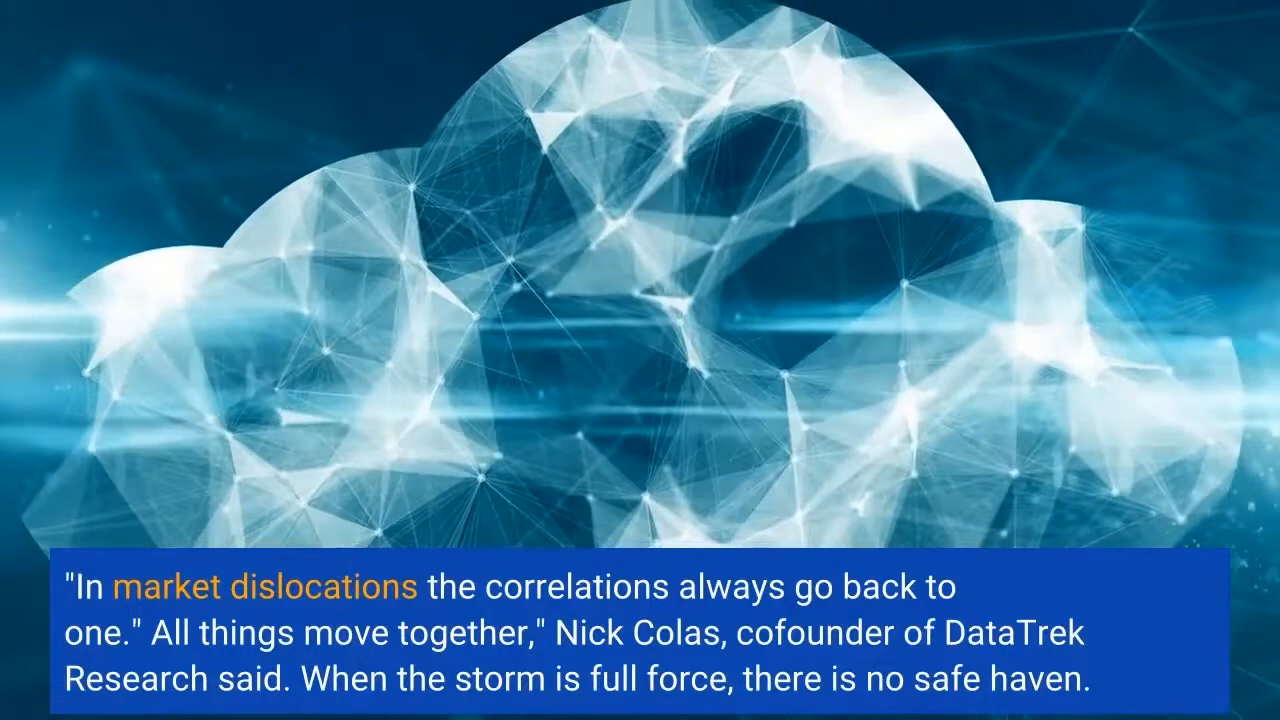 "In market dislocations the correlations always go back to
one." All things move together," Nick Colas, cofounder of DataTrek
Research said. When the storm is full force, there is no safe haven.